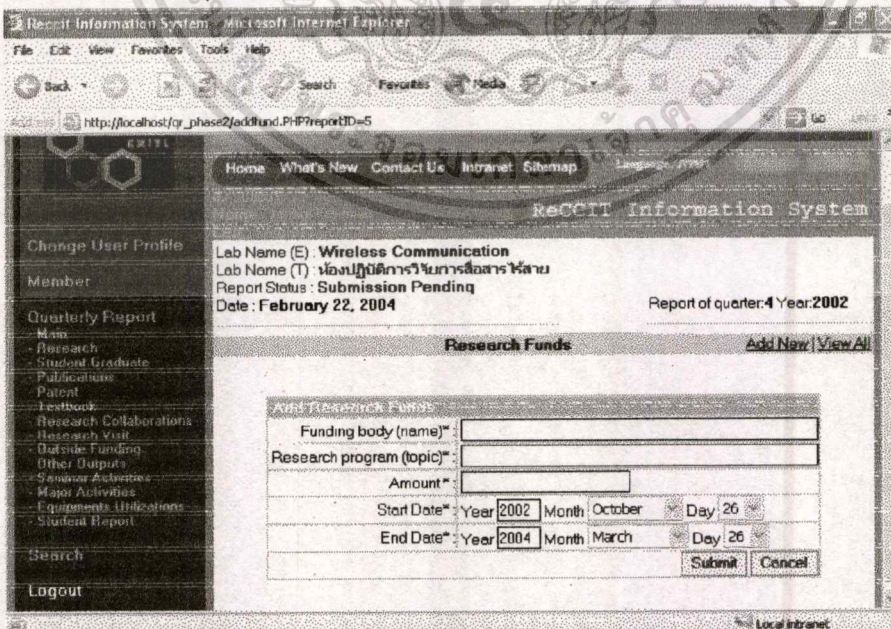 Reccit Information System - Microsoft Internet Explorer
File Edit View Favorites Tools Help
Back Search Favorites Media
Address http://localhost/qr_phase2/addfund.PHP?reportID=5 Go
KMITL
Home What's New Contact Us Intranet Sitemap
ReCCIT Information System
Change User Profile
Member
Quarterly Report
- Main
- Research
- Student Graduate
- Publications
- Patent
- Textbook
- Research Collaborations
- Research Visit
- Outside Funding
- Other Outputs
- Seminar Activities
- Major Activities
- Equipments Utilizations
- Student Report
Search
Logout
Lab Name (E) : Wireless Communication
Lab Name (T) : ห้องปฏิบัติการวิจัยการสื่อสารไร้สาย
Report Status : Submission Pending
Date : February 22, 2004 Report of quarter:4 Year:2002
Research Funds Add New | View All
Add Research Funds
Funding body (name)* :
Research program (topic)* :
Amount* :
Start Date* : Year 2002 Month October Day 26
End Date* : Year 2004 Month March Day 26
Submit Cancel
Local intranet